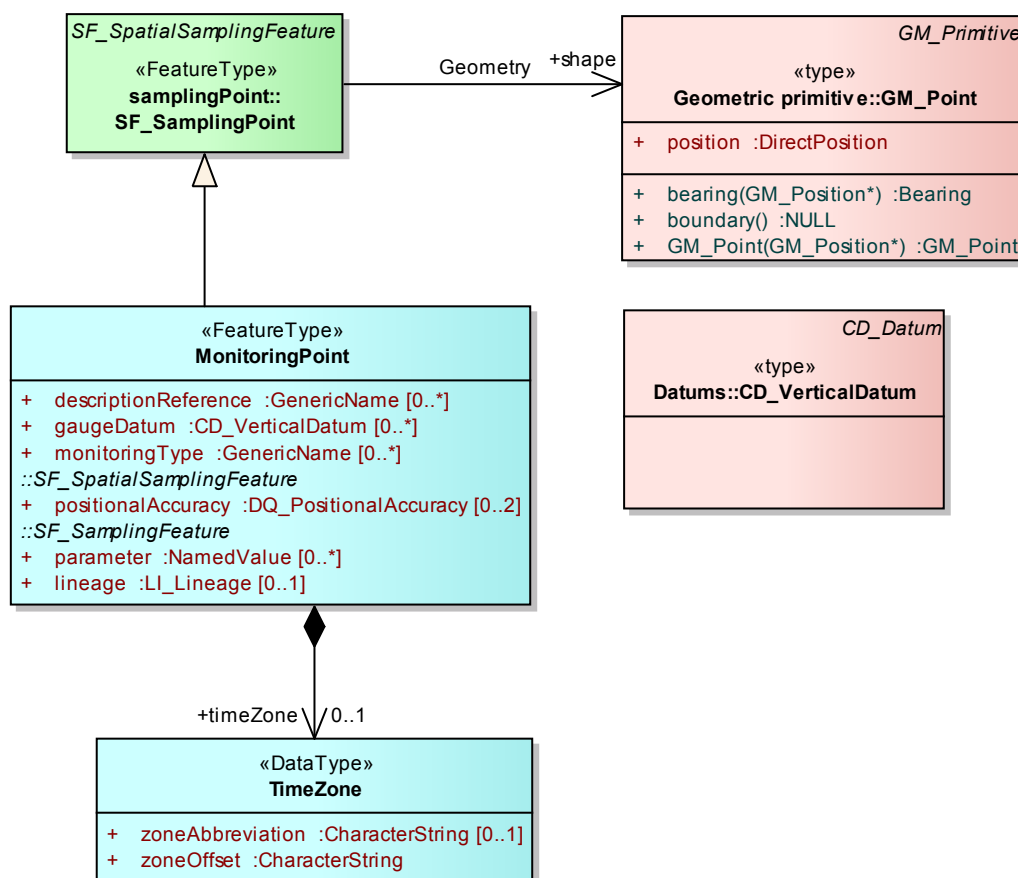 SF_SpatialSamplingFeature
«FeatureType»
samplingPoint::
SF_SamplingPoint
Geometry
+shape
GM_Primitive
«type»
Geometric primitive::GM_Point
+ position :DirectPosition
+ bearing(GM_Position*) :Bearing
+ boundary() :NULL
+ GM_Point(GM_Position*) :GM_Point
«FeatureType»
MonitoringPoint
+ descriptionReference :GenericName [0..*]
+ gaugeDatum :CD_VerticalDatum [0..*]
+ monitoringType :GenericName [0..*]
::SF_SpatialSamplingFeature
+ positionalAccuracy :DQ_PositionalAccuracy [0..2]
::SF_SamplingFeature
+ parameter :NamedValue [0..*]
+ lineage :LI_Lineage [0..1]
CD_Datum
«type»
Datums::CD_VerticalDatum
+timeZone
0..1
«DataType»
TimeZone
+ zoneAbbreviation :CharacterString [0..1]
+ zoneOffset :CharacterString